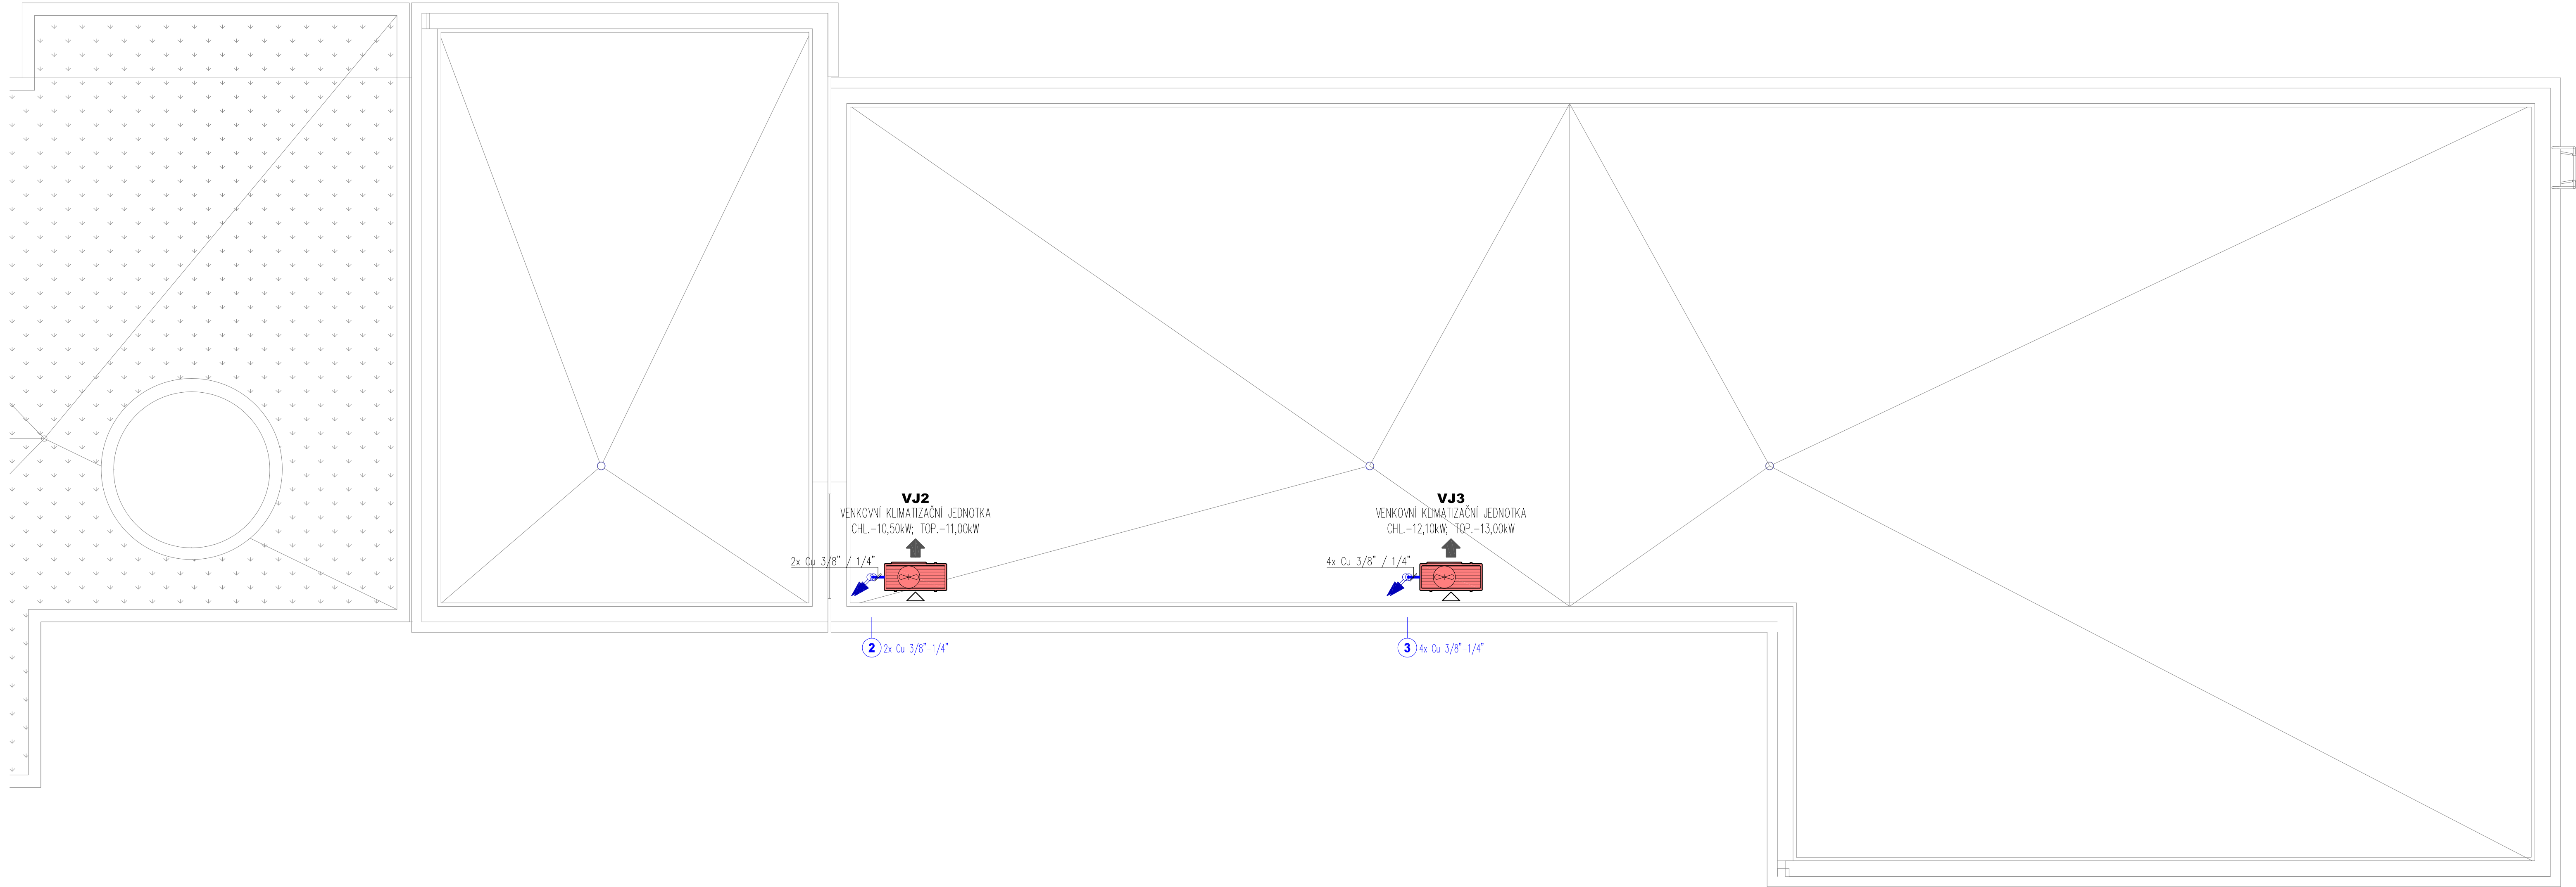 VJ2
VENKOVNÍ KLIMATIZAČNÍ JEDNOTKA
CHL.-10,50kW; TOP.-11,00kW
2x Cu 3/8" / 1/4"
2 2x Cu 3/8"-1/4"
VJ3
VENKOVNÍ KLIMATIZAČNÍ JEDNOTKA
CHL.-12,10kW; TOP.-13,00kW
4x Cu 3/8" / 1/4"
3 4x Cu 3/8"-1/4"